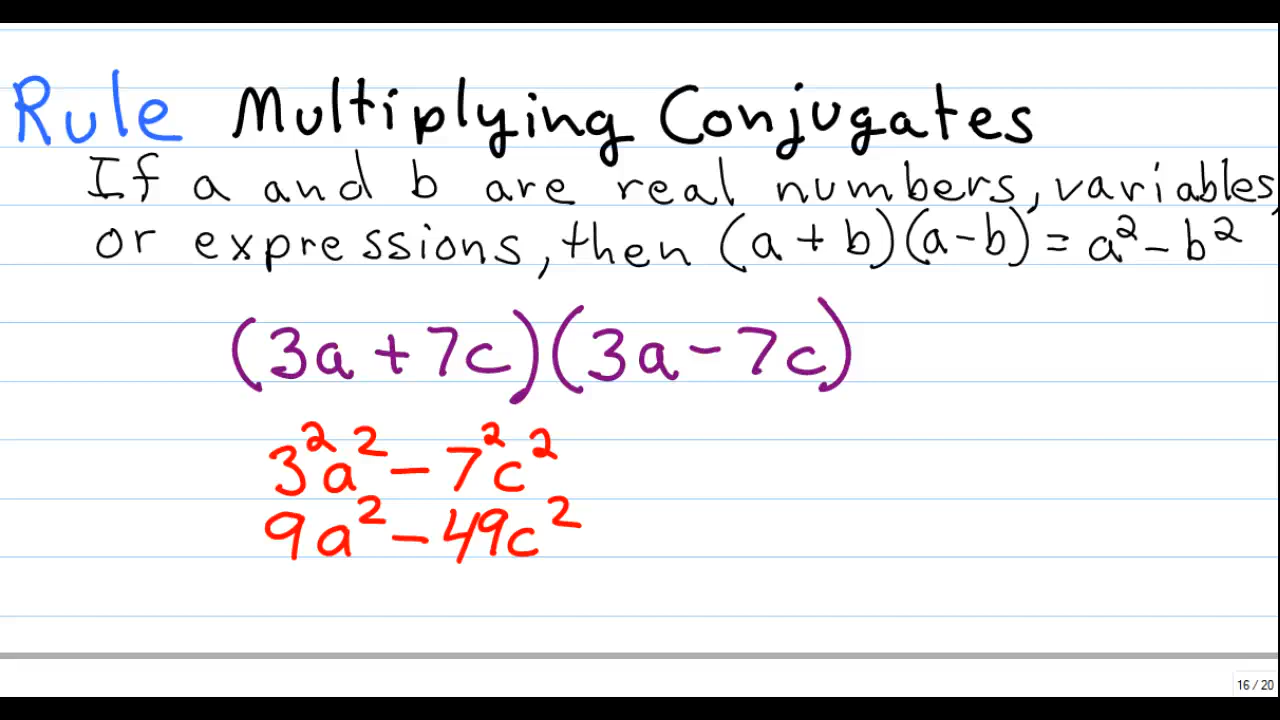 Rule Multiplying Conjugates
If a and b are real numbers, variables,
or expressions, then (a + b)(a - b) = a² - b²
(3a + 7c)(3a - 7c)
3²a² - 7²c²
9a² - 49c²
16 / 20